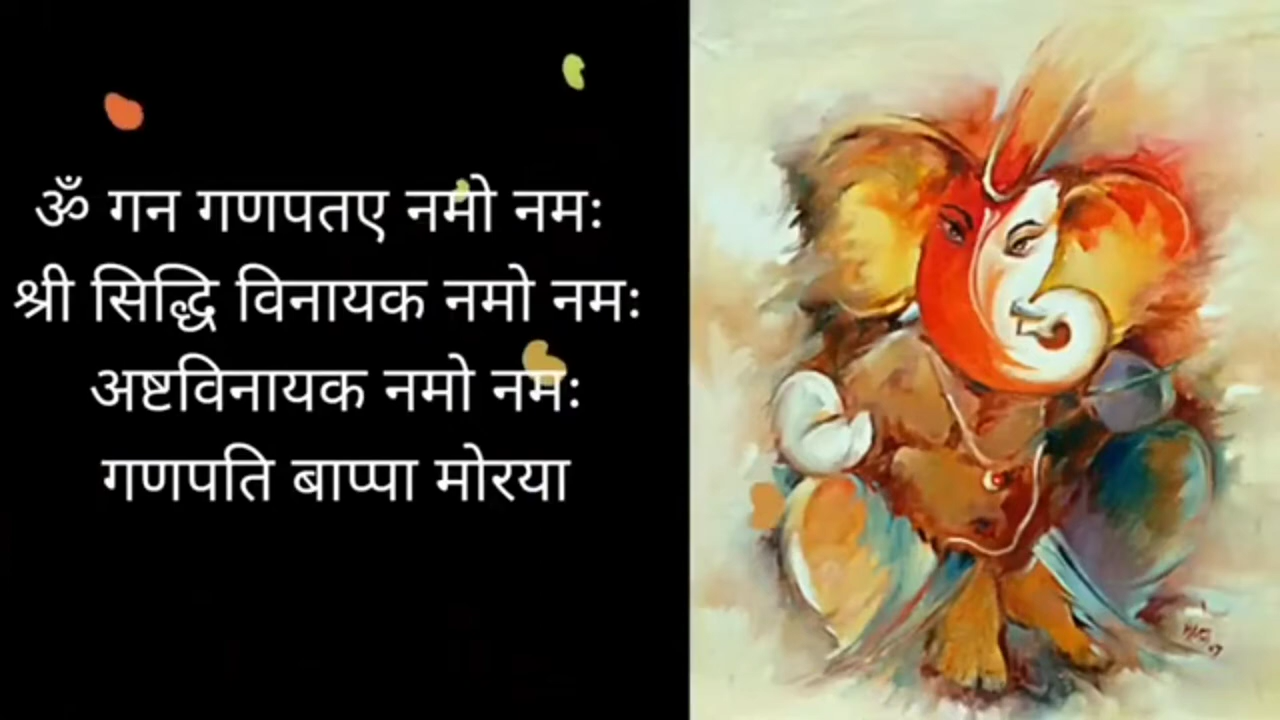 ॐ गन गणपतए नमो नमः
श्री सिद्धि विनायक नमो नमः
अष्टविनायक नमो नमः
गणपति बाप्पा मोरया